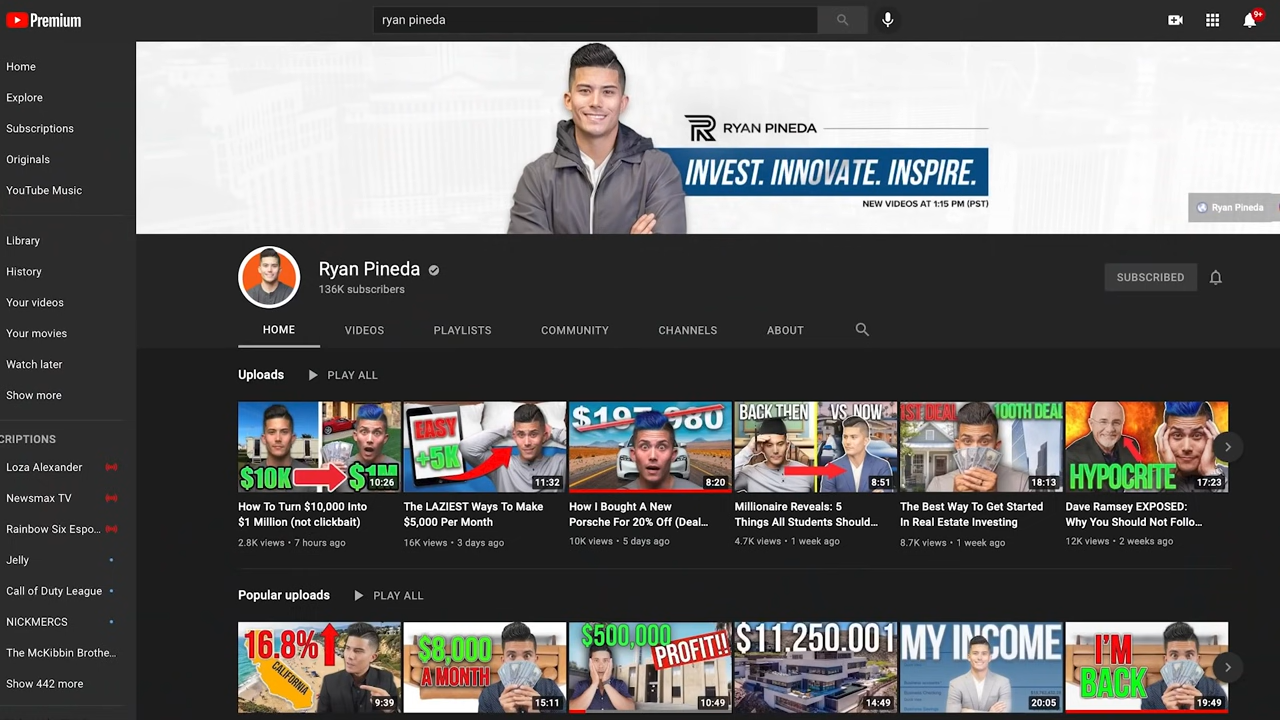 Premium
ryan pineda
9+
Home
Explore
Subscriptions
Originals
YouTube Music
Library
History
Your videos
Your movies
Watch later
Show more
CRIPTIONS
Loza Alexander
Newsmax TV
Rainbow Six Espo...
Jelly
Call of Duty League
NICKMERCS
The McKibbin Brothe...
Show 442 more
RYAN PINEDA
INVEST. INNOVATE. INSPIRE.
NEW VIDEOS AT 1:15 PM (PST)
Ryan Pineda
Ryan Pineda
136K subscribers
SUBSCRIBED
HOME VIDEOS PLAYLISTS COMMUNITY CHANNELS ABOUT
Uploads PLAY ALL
$10K $1M 10:26
EASY +5K 11:32
8:20
BACK THEN VS. NOW 8:51
1ST DEAL 100TH DEAL 18:13
HYPOCRITE 17:23
How To Turn $10,000 Into
$1 Million (not clickbait)
2.8K views • 7 hours ago
The LAZIEST Ways To Make
$5,000 Per Month
16K views • 3 days ago
How I Bought A New
Porsche For 20% Off (Deal...
10K views • 5 days ago
Millionaire Reveals: 5
Things All Students Should...
4.7K views • 1 week ago
The Best Way To Get Started
In Real Estate Investing
8.7K views • 1 week ago
Dave Ramsey EXPOSED:
Why You Should Not Follo...
12K views • 2 weeks ago
Popular uploads PLAY ALL
16.8%
CALIFORNIA
9:39
$8,000
A MONTH
15:11
$500,000
PROFIT!!
10:49
$11,250.001
14:49
MY INCOME
20:05
I'M
BACK
19:49